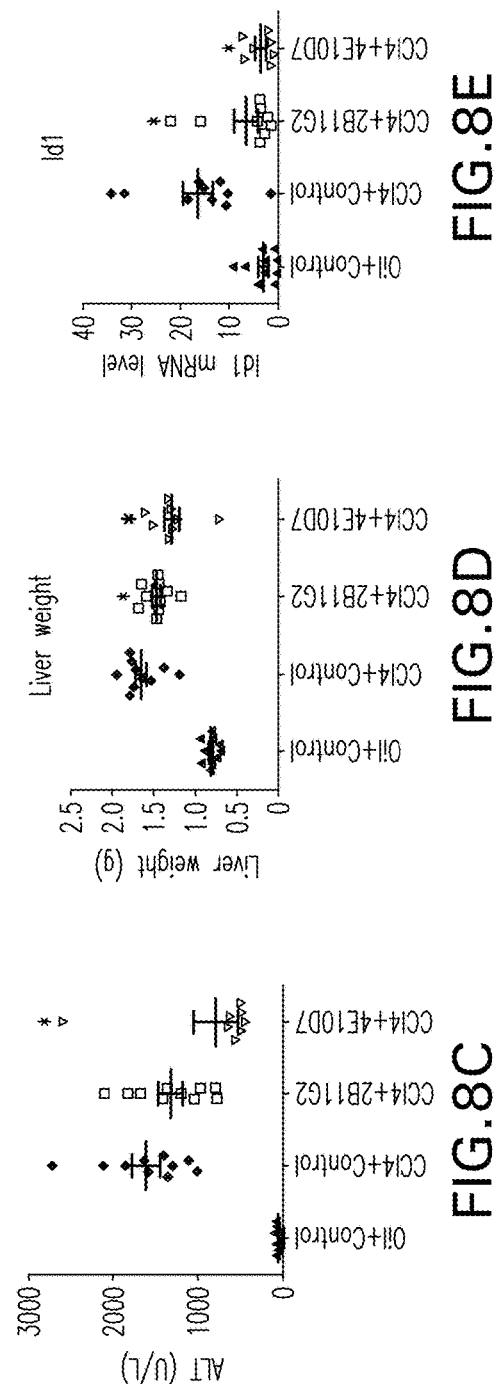 FIG.8C
ALT (U/L)
3000
2000
1000
0
*
Oil+Control
CCl4+Control
CCl4+2B11G2
CCl4+4E10D7
FIG.8D
Liver weight
Liver weight (g)
2.5
2.0
1.5
1.0
0.5
0
*
*
Oil+Control
CCl4+Control
CCl4+2B11G2
CCl4+4E10D7
FIG.8E
Id1
Id1 mRNA level
40
30
20
10
0
*
*
Oil+Control
CCl4+Control
CCl4+2B11G2
CCl4+4E10D7